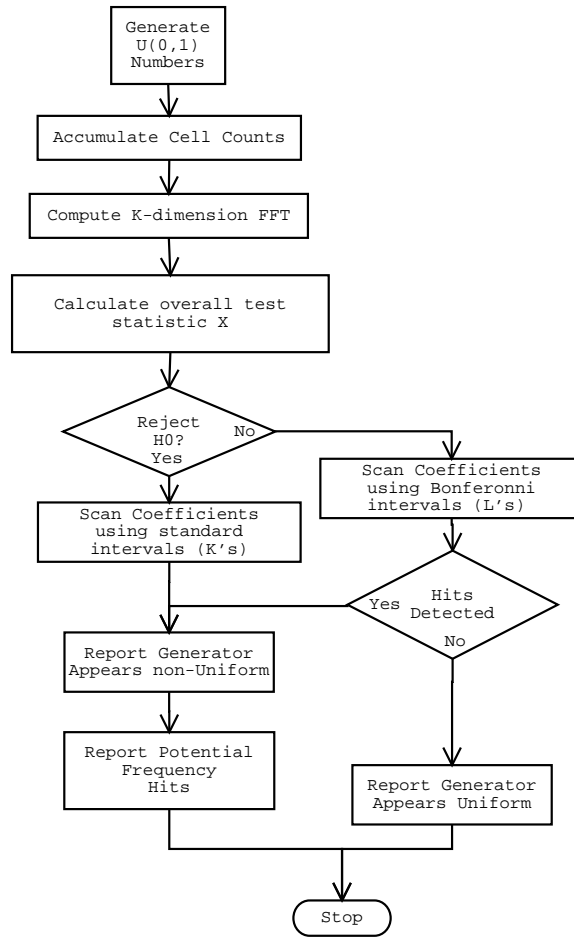 Generate
U(0,1)
Numbers
Accumulate Cell Counts
Compute K-dimension FFT
Calculate overall test
statistic X
Reject
H0?
No
Yes
Scan Coefficients
using Bonferonni
intervals (L's)
Scan Coefficients
using standard
intervals (K's)
Yes
Hits
Detected
No
Report Generator
Appears non-Uniform
Report Potential
Frequency
Hits
Report Generator
Appears Uniform
Stop